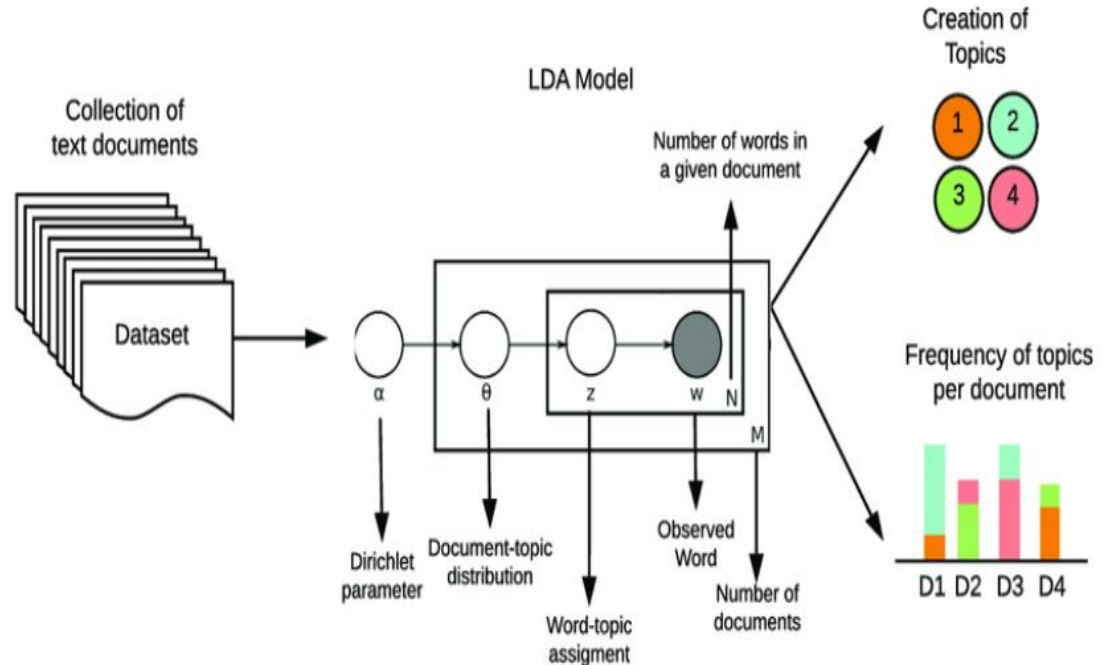 Collection of
text documents
Dataset
LDA Model
Number of words in
a given document
α
θ
z
w
N
M
Dirichlet
parameter
Document-topic
distribution
Word-topic
assigment
Observed
Word
Number of
documents
Creation of
Topics
1
2
3
4
Frequency of topics
per document
D1 D2 D3 D4